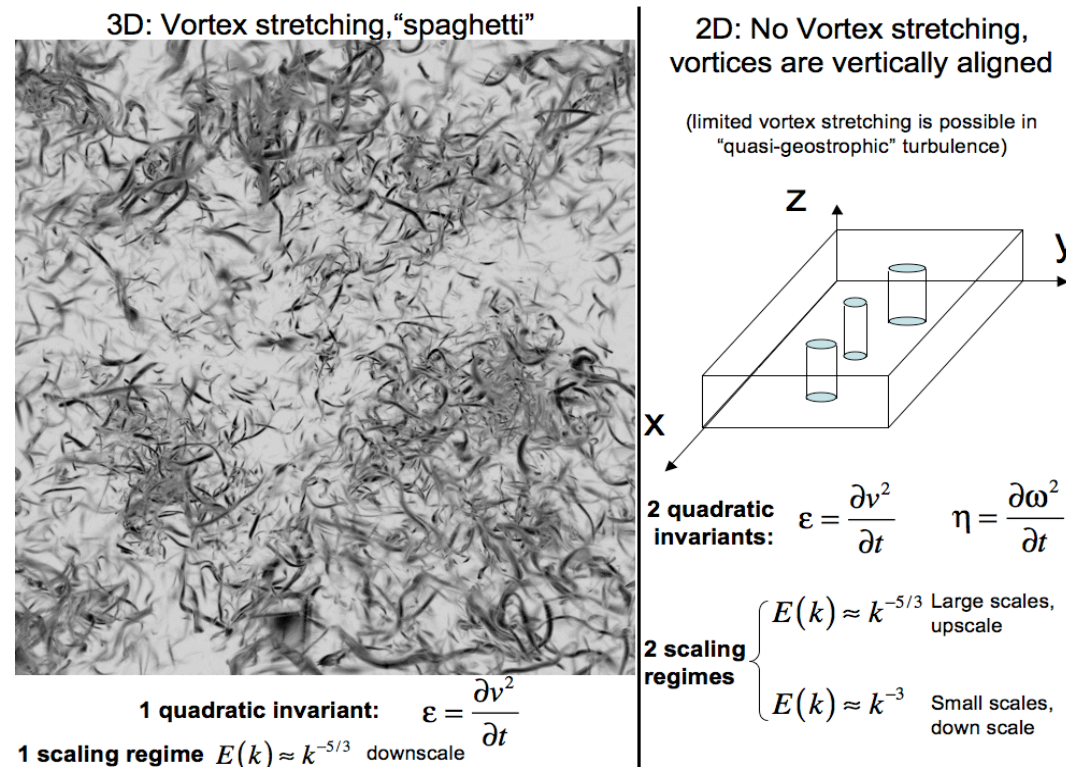 3D: Vortex stretching,“spaghetti”
1 quadratic invariant: ε = ∂v²/∂t
1 scaling regime E(k) ≈ k⁻⁵/³ downscale
2D: No Vortex stretching,
vortices are vertically aligned
(limited vortex stretching is possible in
“quasi-geostrophic” turbulence)
z
y
x
2 quadratic
invariants: ε = ∂v²/∂t η = ∂ω²/∂t
E(k) ≈ k⁻⁵/³ Large scales,
upscale
2 scaling
regimes
E(k) ≈ k⁻³ Small scales,
down scale